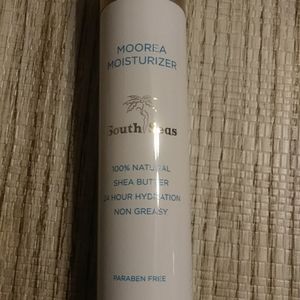 MOOREA
MOISTURIZER
South Seas
100% NATURAL
SHEA BUTTER
24 HOUR HYDRATION
NON GREASY
PARABEN FREE